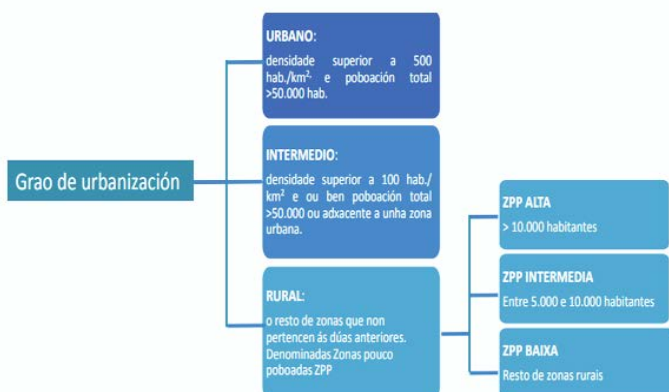 Grao de urbanización
URBANO:
densidade superior a 500
hab./km². e poboación total
>50.000 hab.
INTERMEDIO:
densidade superior a 100 hab./
km² e ou ben poboación total
>50.000 ou adxacente a unha zona
urbana.
RURAL:
o resto de zonas que non
pertencen ás dúas anteriores.
Denominadas Zonas pouco
poboadas ZPP
ZPP ALTA
> 10.000 habitantes
ZPP INTERMEDIA
Entre 5.000 e 10.000 habitantes
ZPP BAIXA
Resto de zonas rurais